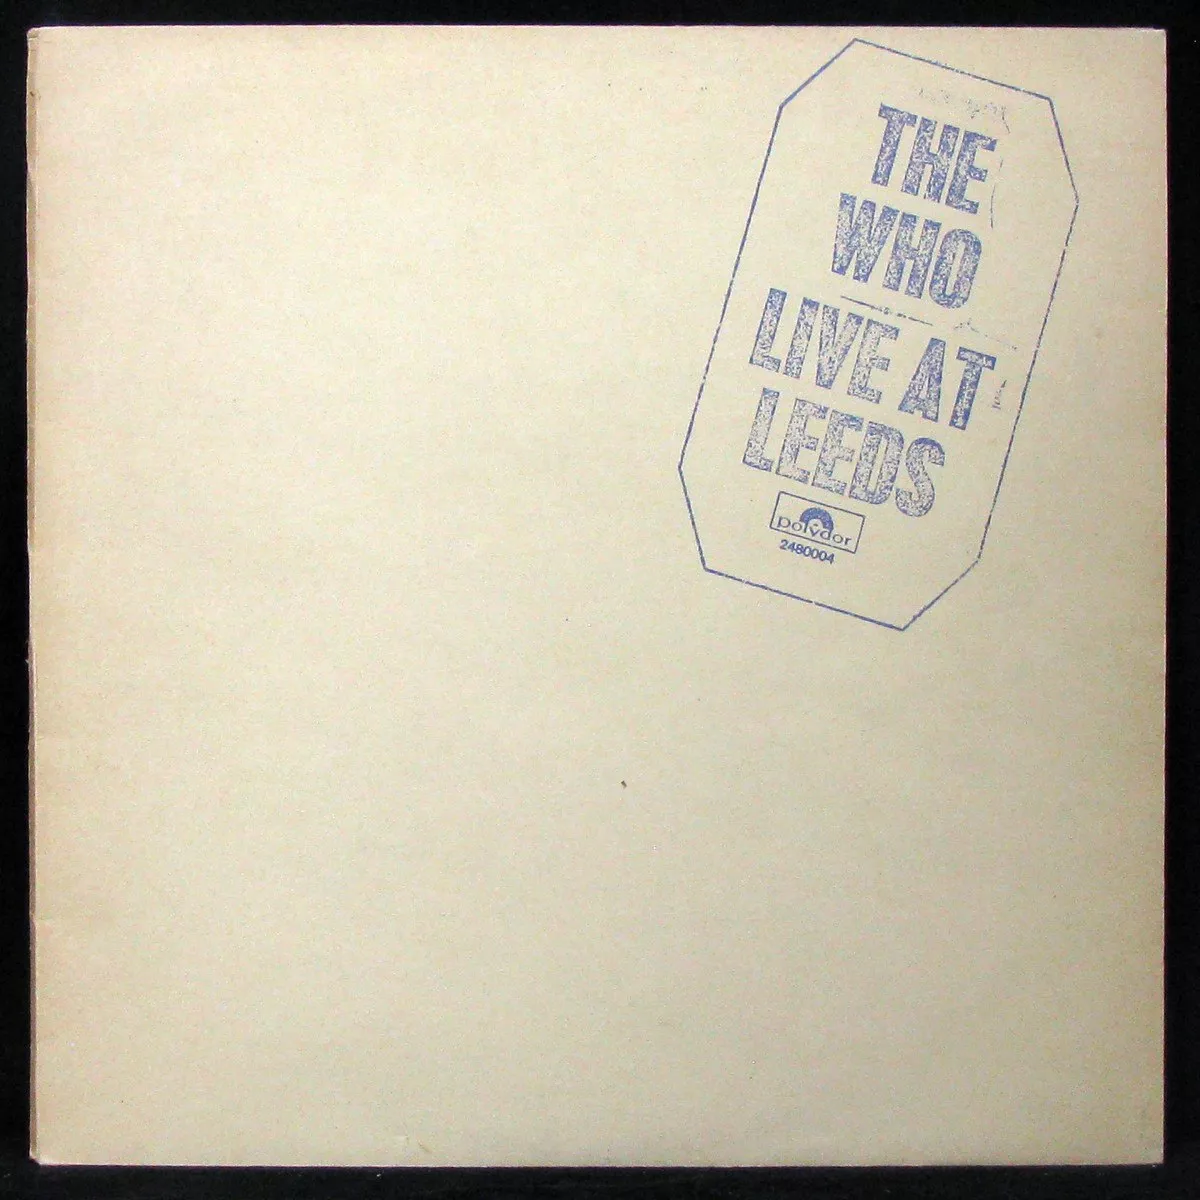 THE
WHO
LIVE AT
LEEDS
polydor
2480004